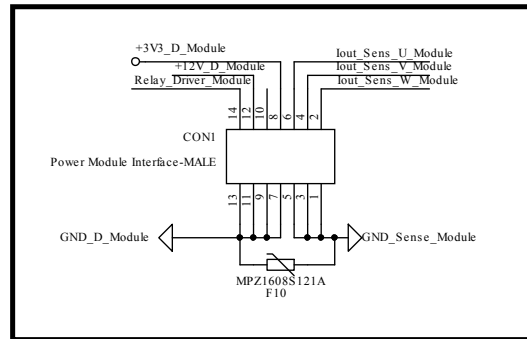 +3V3_D_Module
+12V_D_Module
Relay_Driver_Module
Iout_Sens_U_Module
Iout_Sens_V_Module
Iout_Sens_W_Module
14 12 10 8 6 4 2
CON1
Power Module Interface-MALE
13 11 9 7 5 3 1
GND_D_Module
GND_Sense_Module
MPZ1608S121A
F10